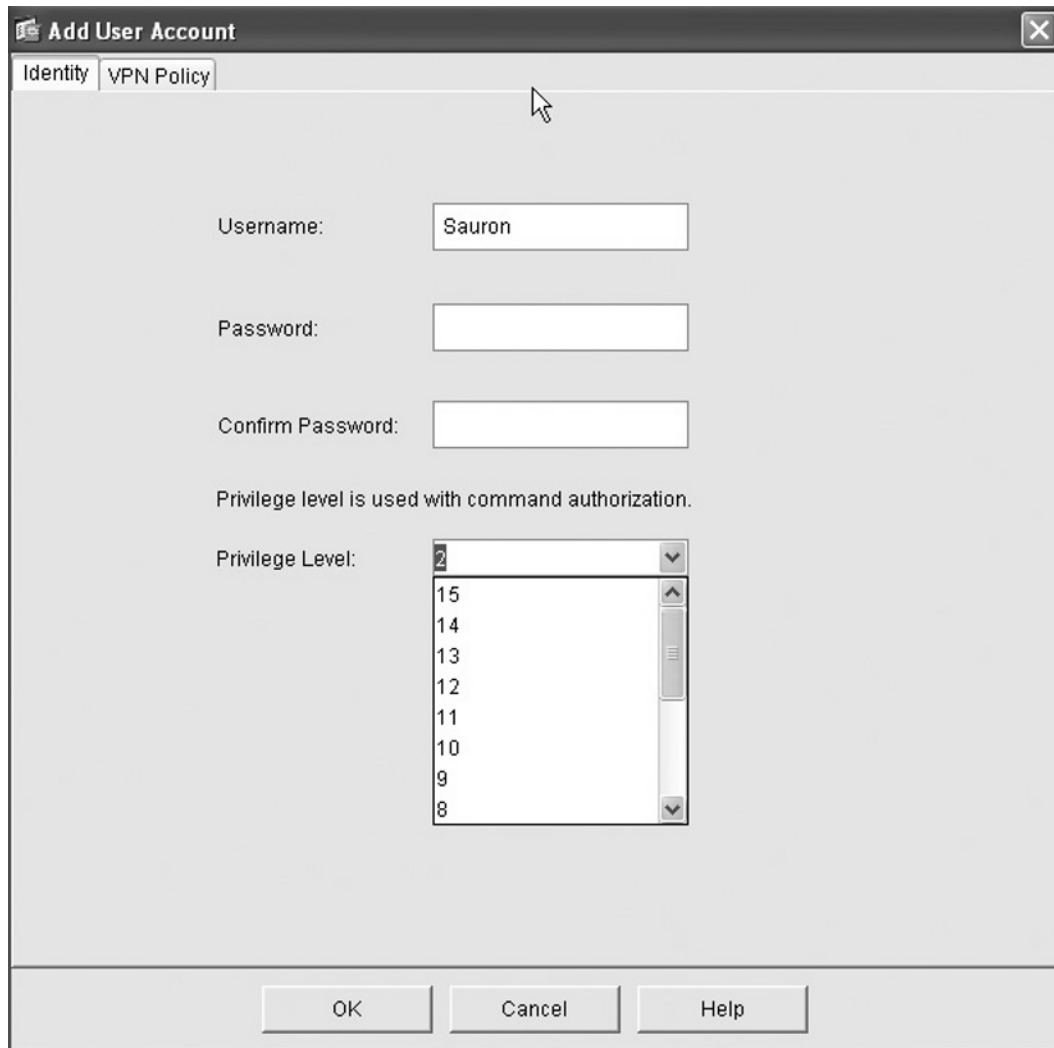 Add User Account
Identity VPN Policy
Username: Sauron
Password:
Confirm Password:
Privilege level is used with command authorization.
Privilege Level: 2
15
14
13
12
11
10
9
8
OK Cancel Help